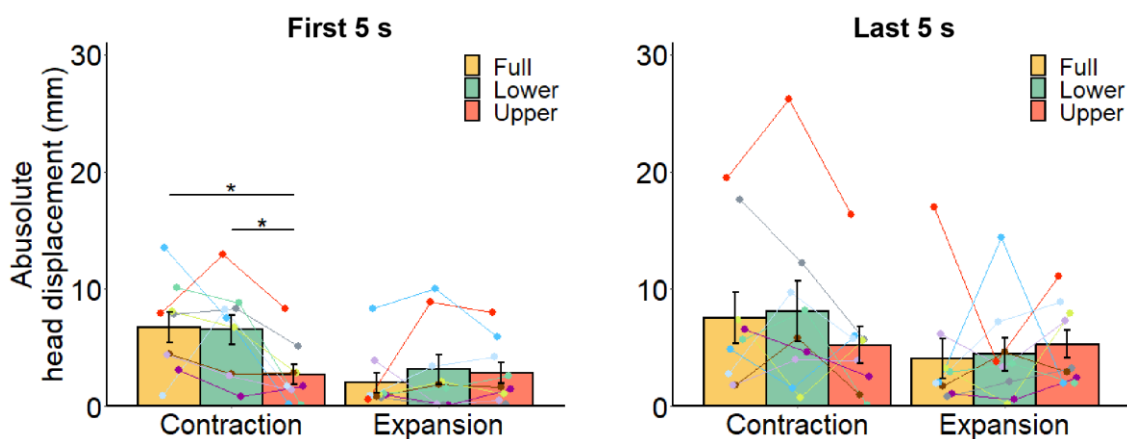 First 5 s
Last 5 s
Abusolute
head displacement (mm)
30
20
10
0
Full
Lower
Upper
*
*
Contraction
Expansion
30
20
10
0
Full
Lower
Upper
Contraction
Expansion